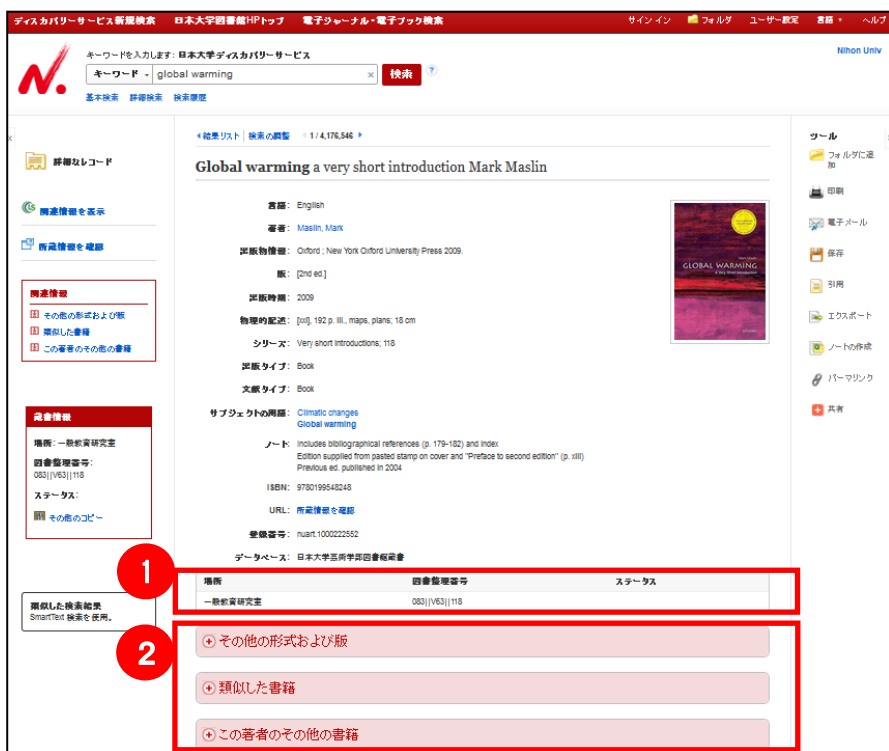 ディスカバリーサービス新規検索 日本大学図書館HPトップ 電子ジャーナル・電子ブック検索 サインイン フォルダ ユーザー設定 言語 ヘルプ
キーワードを入力します: 日本大学ディスカバリーサービス
Nihon Univ
キーワード global warming × 検索 ?
基本検索 詳細検索 検索履歴
結果リスト 検索の調整 1 / 4,176,546
ツール
詳細なレコード
Global warming a very short introduction Mark Maslin
フォルダに追加
印刷
電子メール
保存
引用
エクスポート
ノートの作成
パーマリンク
共有
関連情報を表示
所蔵情報を確認
関連情報
その他の形式および版
類似した書籍
この著者のその他の書籍
蔵書情報
場所: 一般教育研究室
図書整理番号:
083||V63||118
ステータス:
その他のコピー
類似した検索結果
SmartText 検索を使用。
言語: English
著者: Maslin, Mark
出版物情報: Oxford ; New York Oxford University Press 2009.
版: [2nd ed.]
出版時期: 2009
物理的記述: [xxi], 192 p. ill., maps, plans; 18 cm
シリーズ: Very short introductions; 118
出版タイプ: Book
文献タイプ: Book
サブジェクトの用語: Climatic changes
Global warming
ノート: Includes bibliographical references (p. 179-182) and index
Edition supplied from pasted stamp on cover and "Preface to second edition" (p. xiii)
Previous ed. published in 2004
ISBN: 9780199548248
URL: 所蔵情報を確認
登録番号: nuart.1000222552
データベース: 日本大学芸術学部図書館蔵書
GLOBAL WARMING
1
場所 図書整理番号 ステータス
一般教育研究室 083||V63||118
2
その他の形式および版
類似した書籍
この著者のその他の書籍